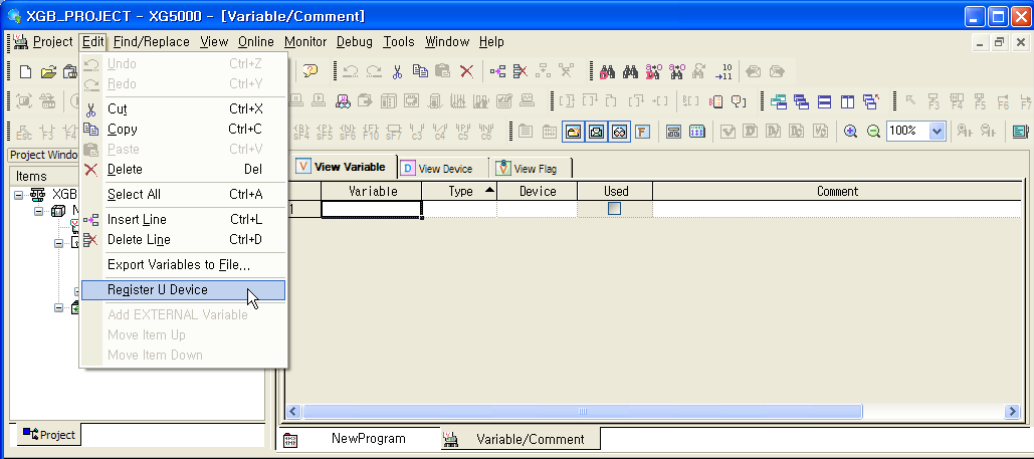 XGB_PROJECT - XG5000 - [Variable/Comment]
Project Edit Find/Replace View Online Monitor Debug Tools Window Help
Undo Ctrl+Z
Redo Ctrl+Y
Cut Ctrl+X
Copy Ctrl+C
Paste Ctrl+V
Delete Del
Select All Ctrl+A
Insert Line Ctrl+L
Delete Line Ctrl+D
Export Variables to File...
Register U Device
Add EXTERNAL Variable
Move Item Up
Move Item Down
100%
Project Windo
Items
XGB
View Variable View Device View Flag
Variable Type Device Used Comment
1
Project
NewProgram Variable/Comment